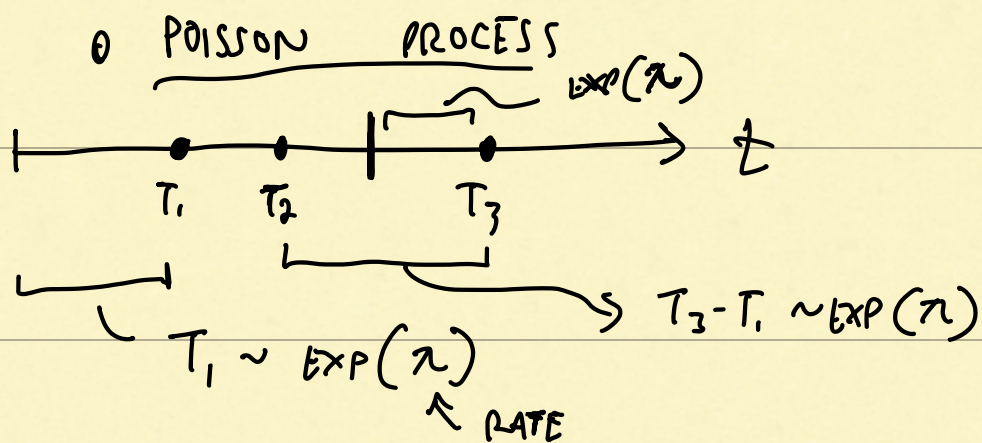 0 POISSON PROCESS
EXP(λ)
t
T₁ T₂ T₃
T₃ - T₁ ~ EXP(λ)
T₁ ~ EXP(λ)
RATE